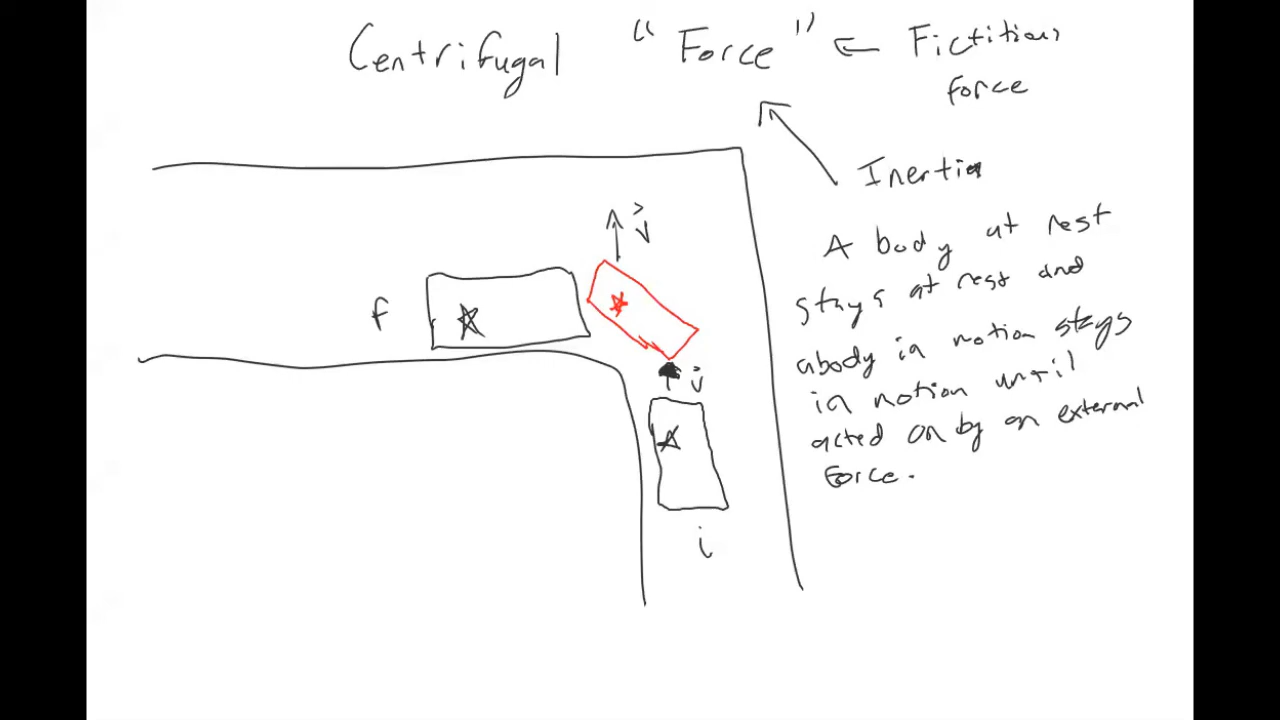 Centrifugal "Force" ← Fictitious
force
Inertia
A body at rest
stays at rest and
abody in motion stays
in motion until
acted on by an external
Force.
v
f
v
i